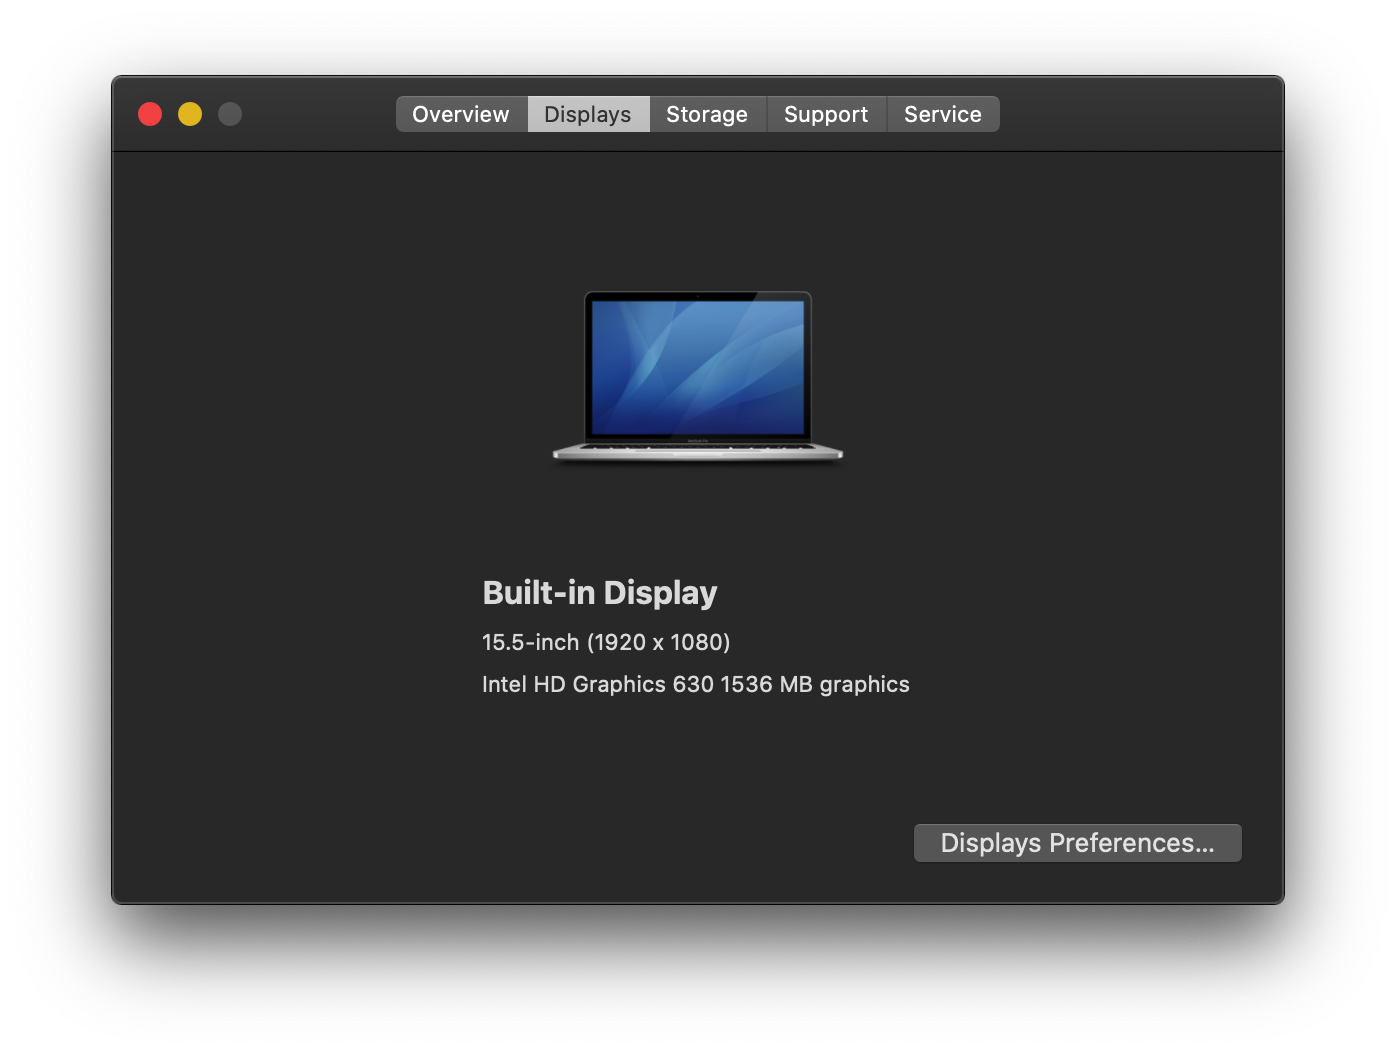 Overview Displays Storage Support Service
Built-in Display
15.5-inch (1920 x 1080)
Intel HD Graphics 630 1536 MB graphics
Displays Preferences...